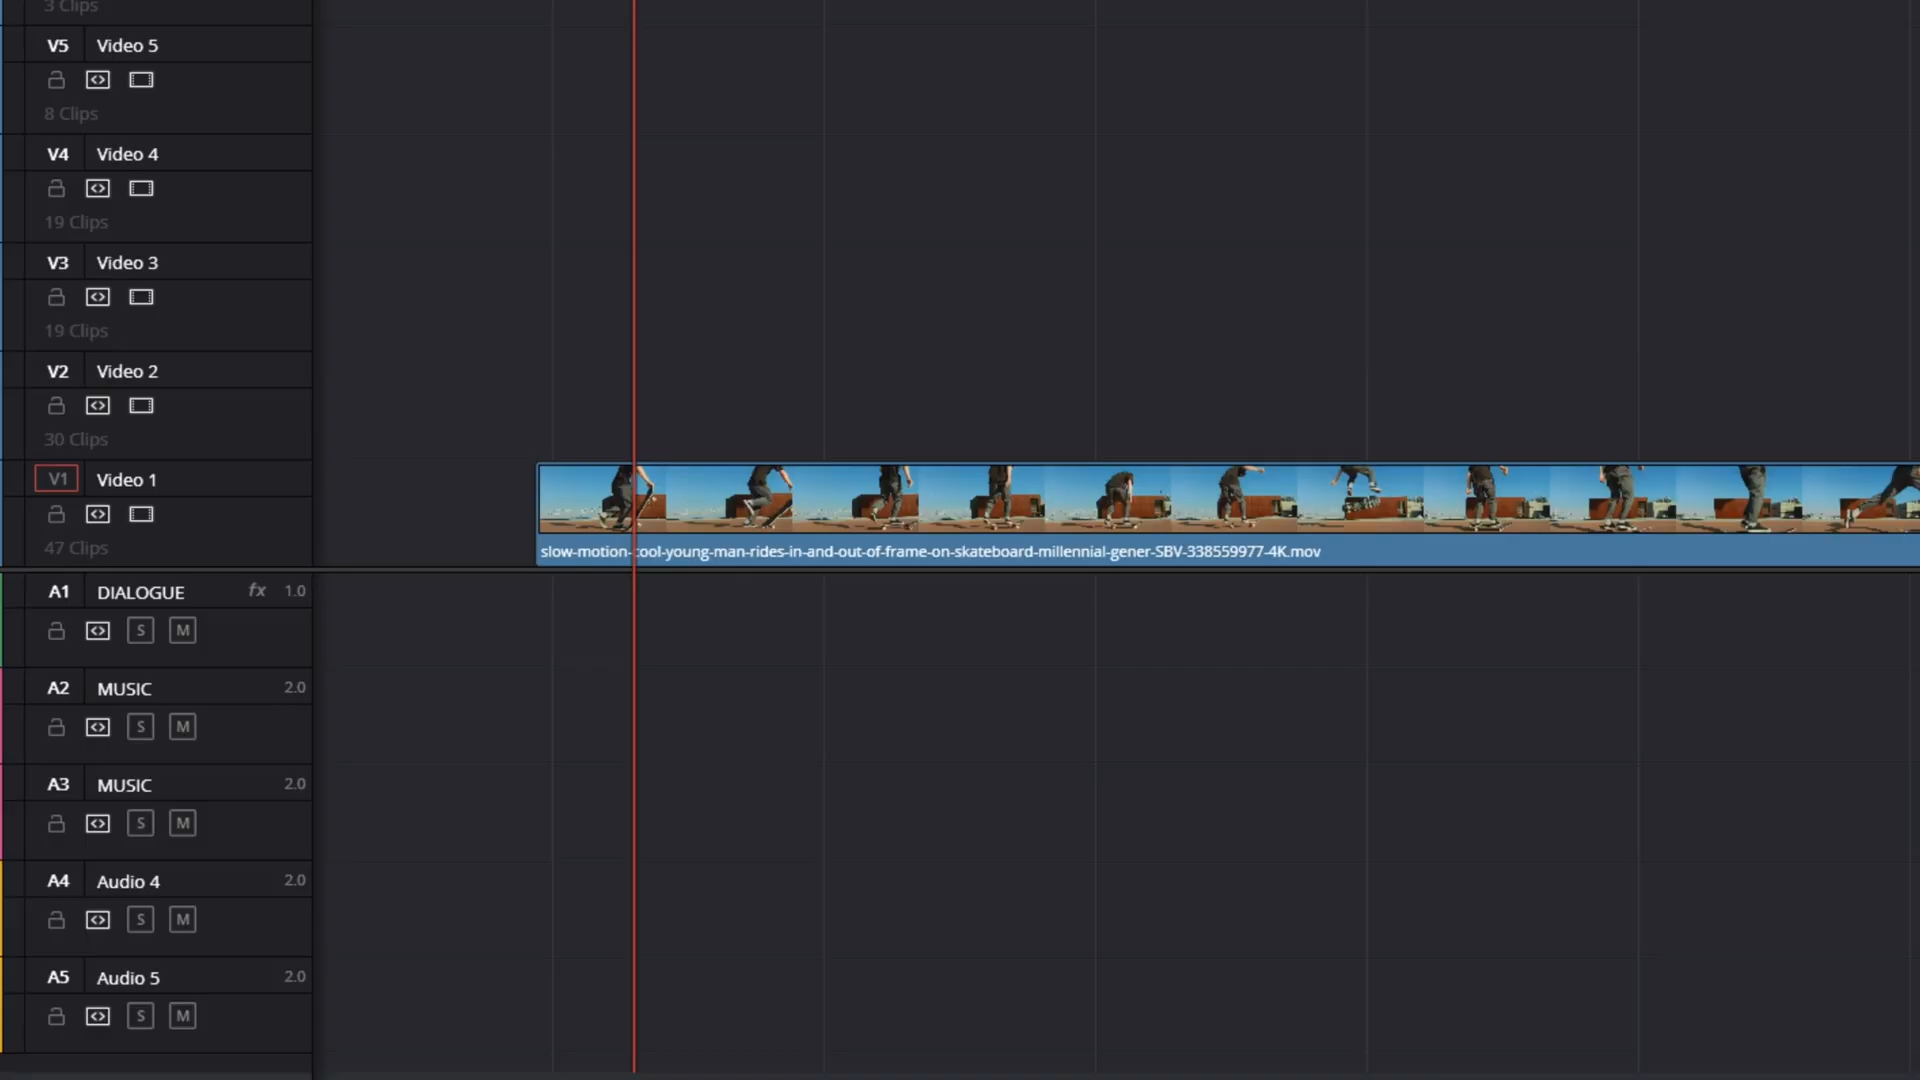 3 Clips
V5 Video 5
8 Clips
V4 Video 4
19 Clips
V3 Video 3
19 Clips
V2 Video 2
30 Clips
V1 Video 1
47 Clips
slow-motion-cool-young-man-rides-in-and-out-of-frame-on-skateboard-millennial-gener-SBV-338559977-4K.mov
A1 DIALOGUE fx 1.0
S M
A2 MUSIC 2.0
S M
A3 MUSIC 2.0
S M
A4 Audio 4 2.0
S M
A5 Audio 5 2.0
S M